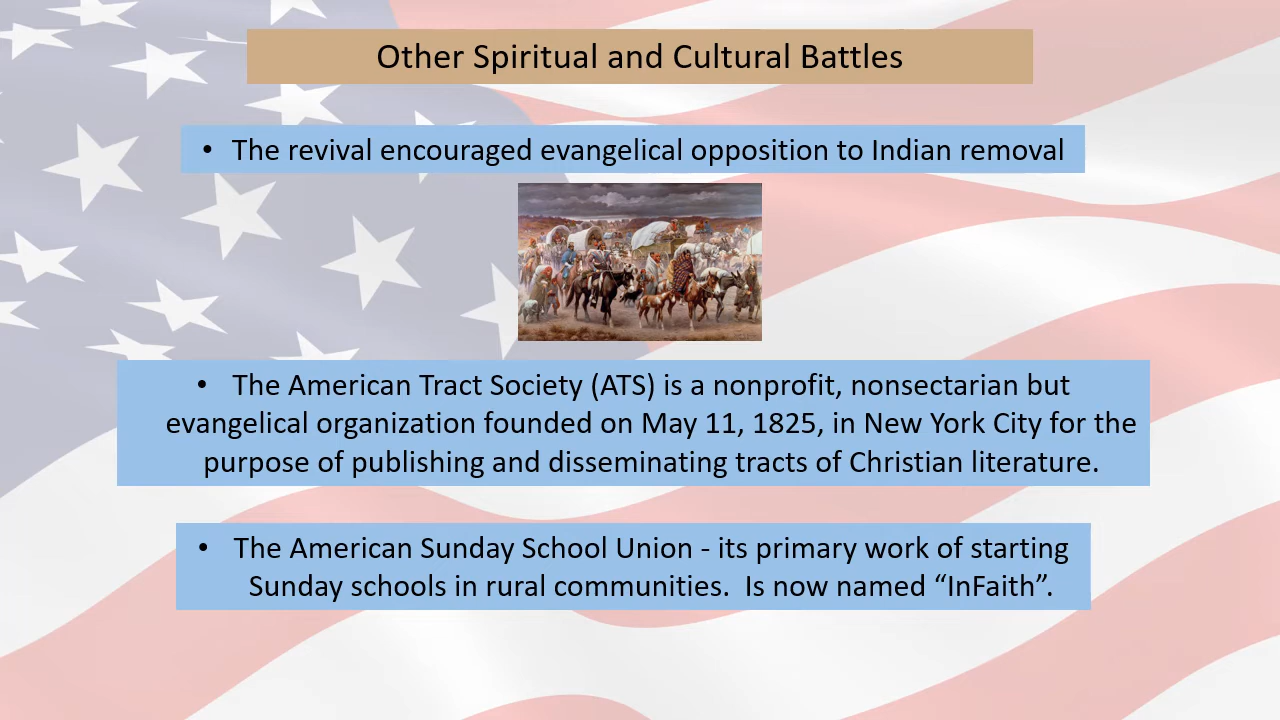 Other Spiritual and Cultural Battles
• The revival encouraged evangelical opposition to Indian removal
• The American Tract Society (ATS) is a nonprofit, nonsectarian but
evangelical organization founded on May 11, 1825, in New York City for the
purpose of publishing and disseminating tracts of Christian literature.
• The American Sunday School Union - its primary work of starting
Sunday schools in rural communities.  Is now named “InFaith”.